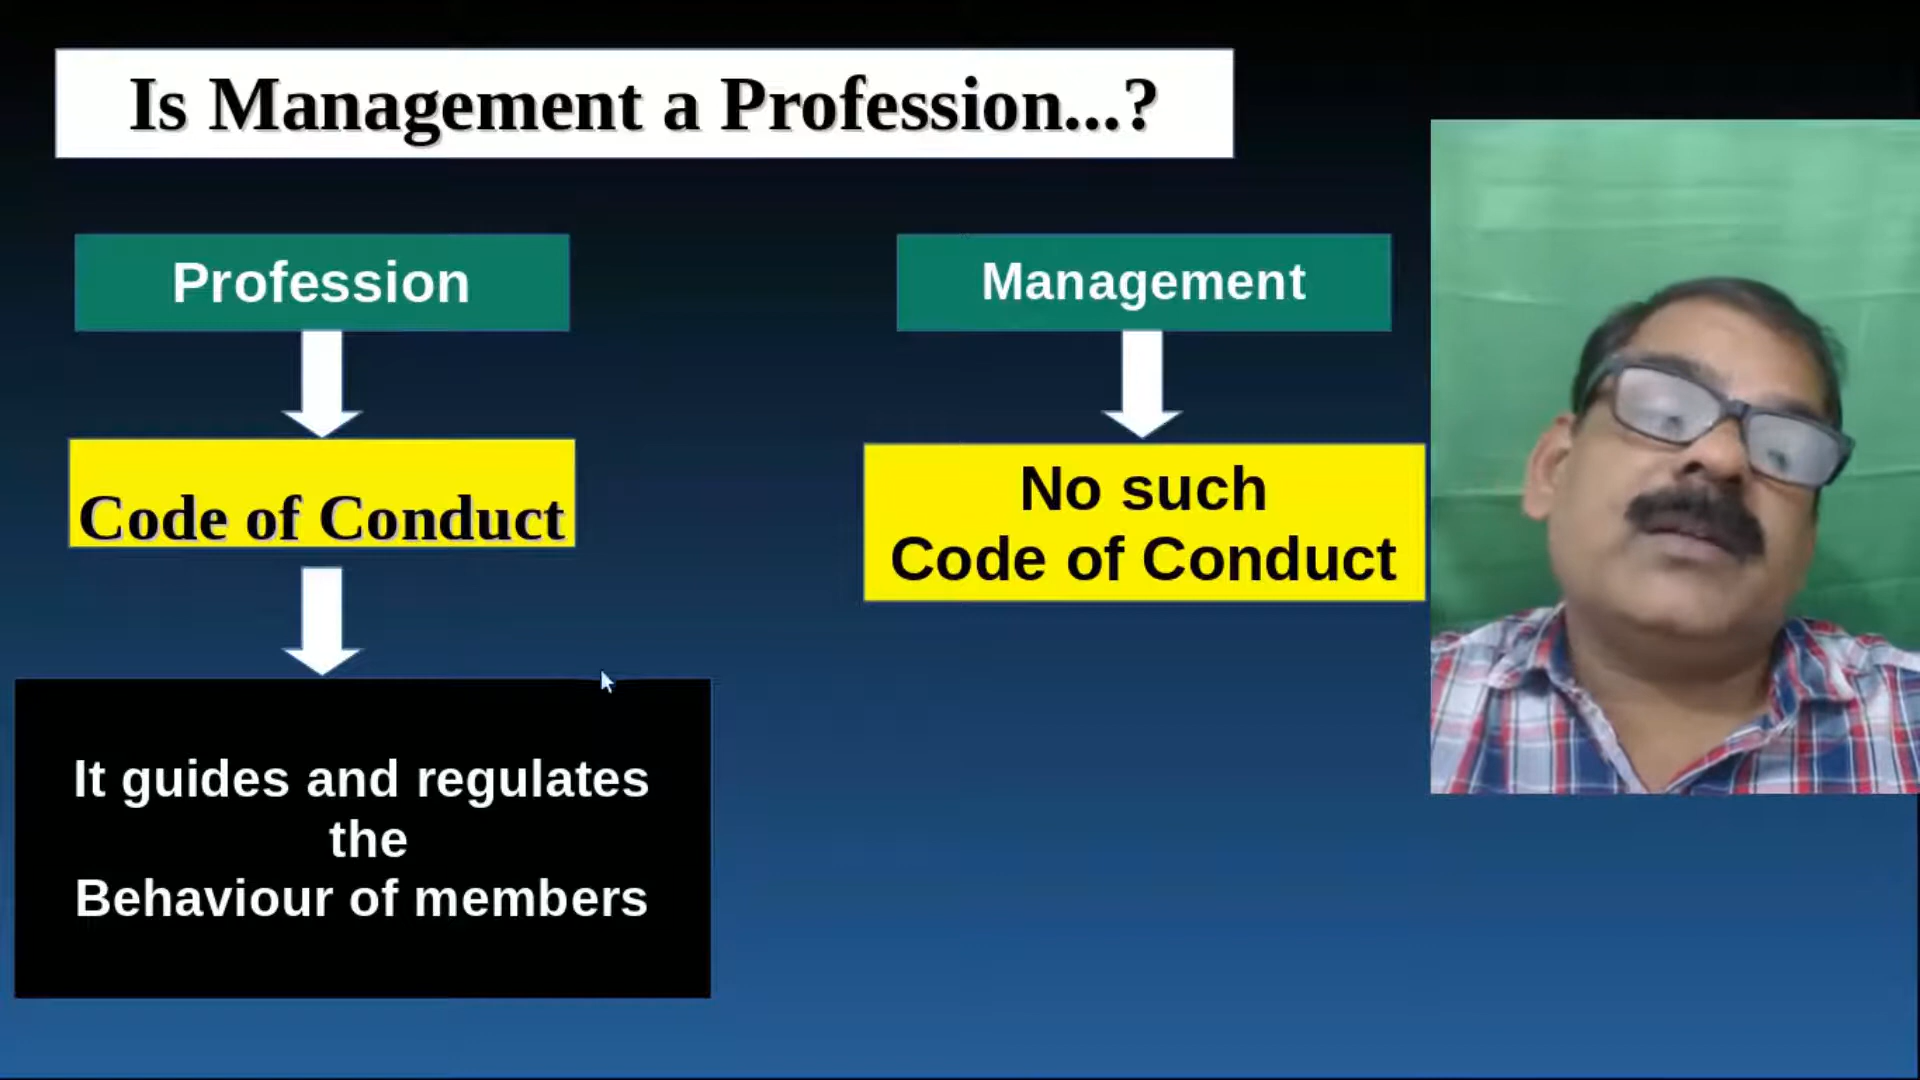 Is Management a Profession...?
Profession
Management
Code of Conduct
No such
Code of Conduct
It guides and regulates
the
Behaviour of members